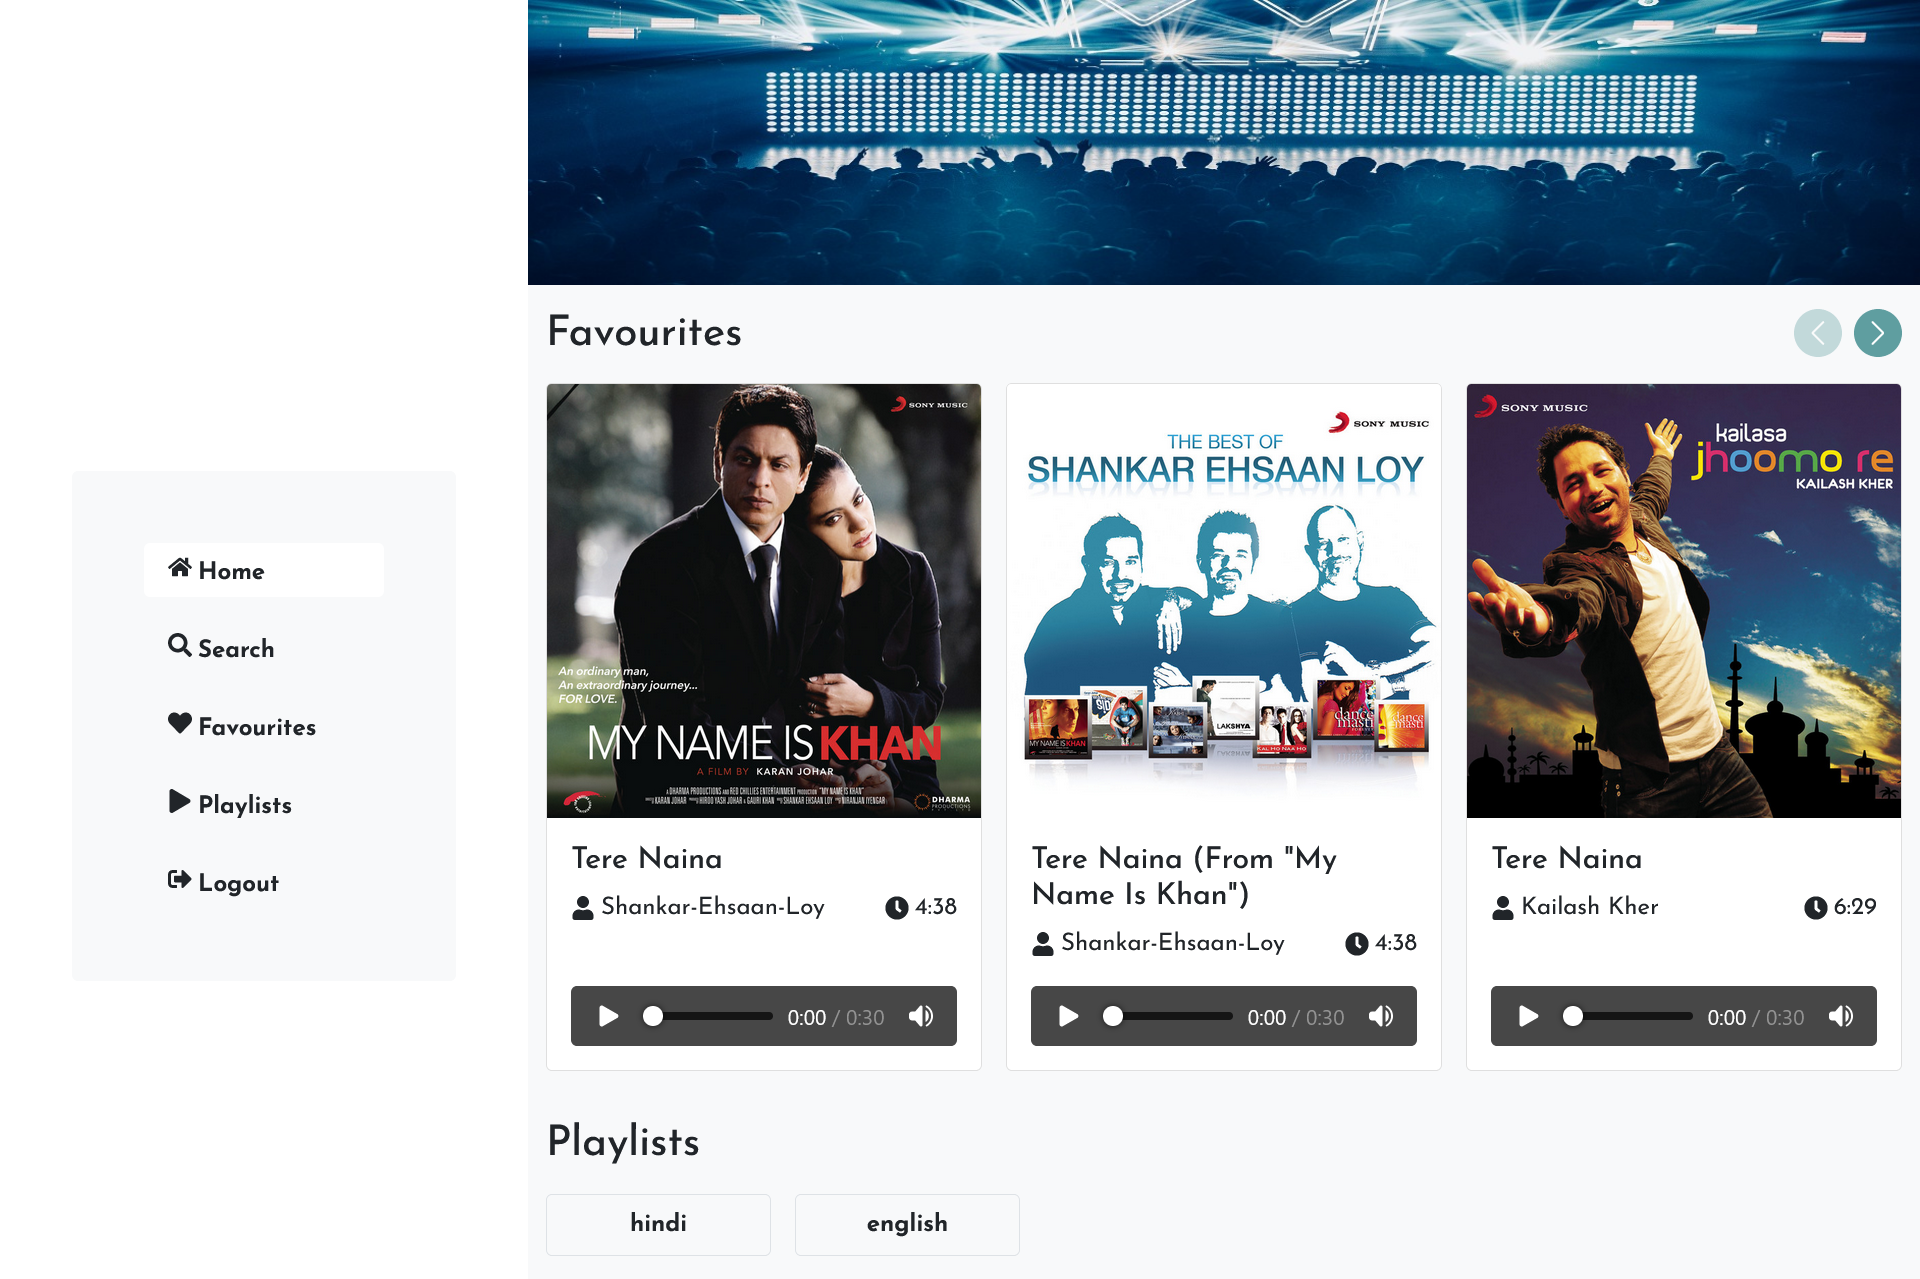 Home
Search
Favourites
Playlists
Logout
Favourites
SONY MUSIC
An ordinary man,
An extraordinary journey...
FOR LOVE.
MY NAME IS KHAN
A FILM BY KARAN JOHAR
DHARMA
PRODUCTIONS
Tere Naina
Shankar-Ehsaan-Loy
4:38
0:00 / 0:30
SONY MUSIC
THE BEST OF
SHANKAR EHSAAN LOY
MY NAME IS KHAN
LAKSHYA
KAL HO NAA HO
dance
masti
dance
masti
Tere Naina (From "My
Name Is Khan")
Shankar-Ehsaan-Loy
4:38
0:00 / 0:30
SONY MUSIC
kailasa
jhoomo re
KAILASH KHER
Tere Naina
Kailash Kher
6:29
0:00 / 0:30
Playlists
hindi
english